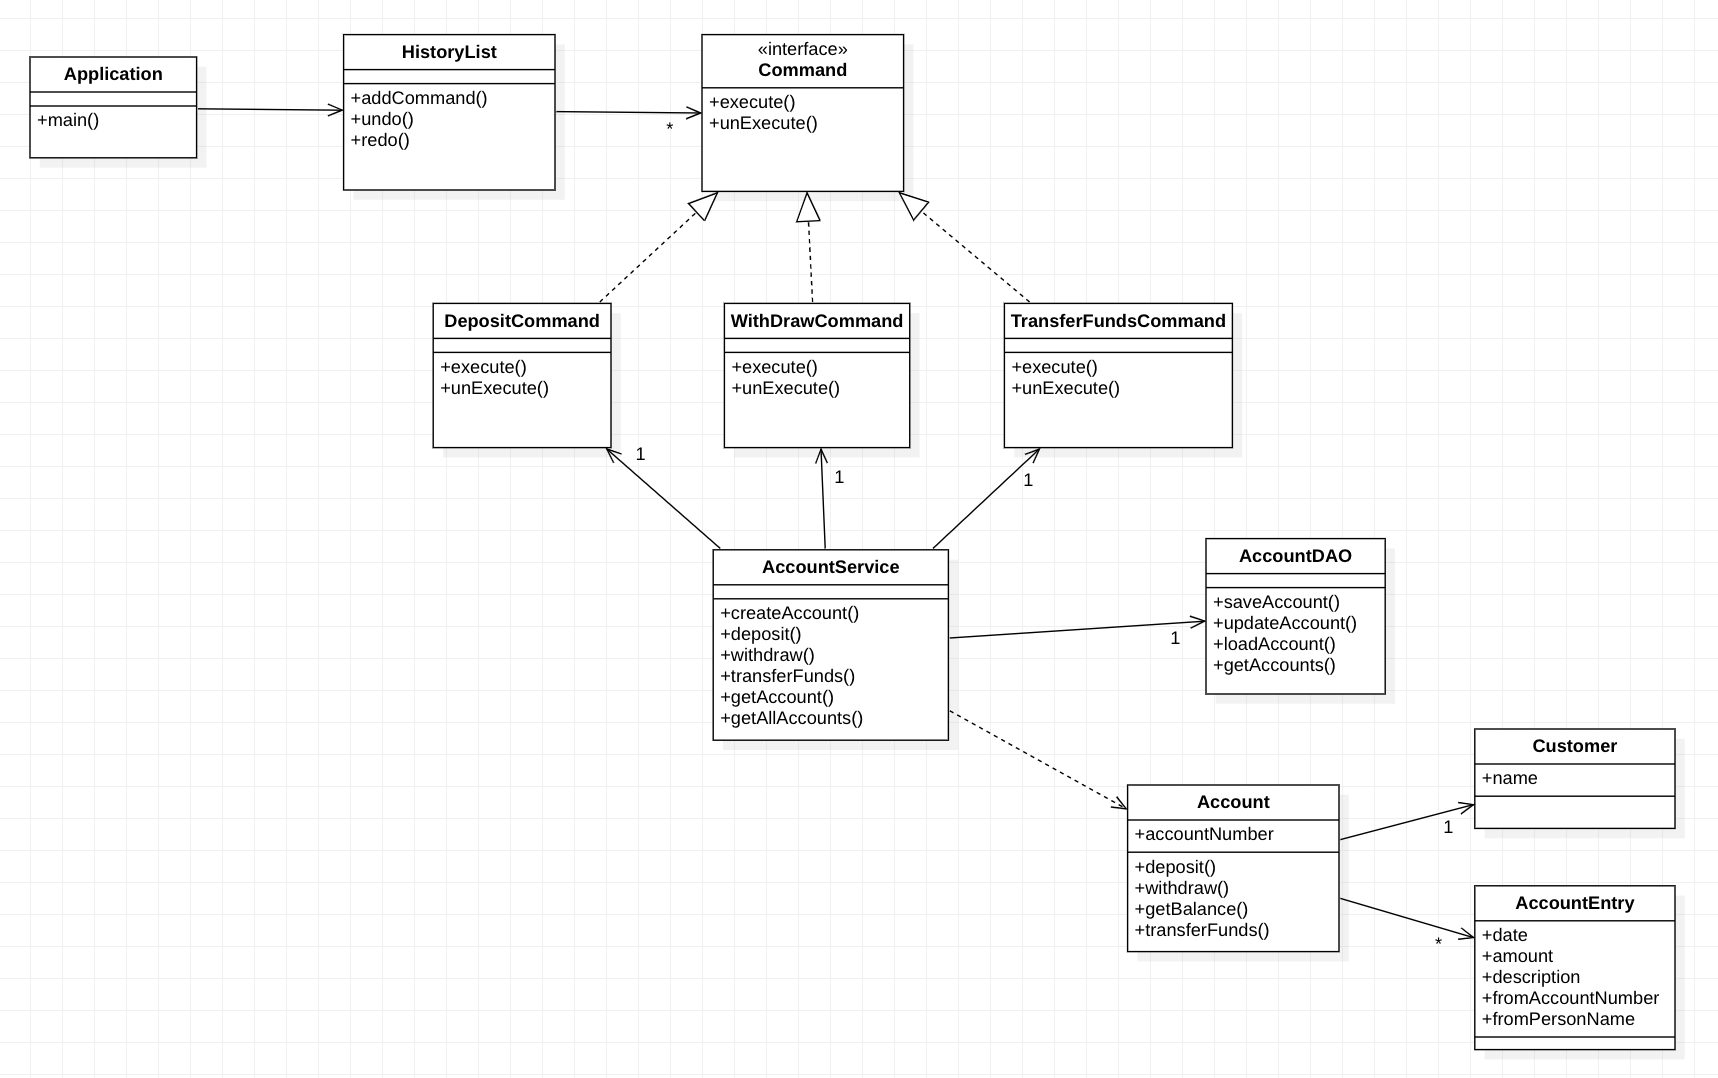 Application
+main()
HistoryList
+addCommand()
+undo()
+redo()
*
«interface»
Command
+execute()
+unExecute()
DepositCommand
+execute()
+unExecute()
WithDrawCommand
+execute()
+unExecute()
TransferFundsCommand
+execute()
+unExecute()
1
1
1
AccountService
+createAccount()
+deposit()
+withdraw()
+transferFunds()
+getAccount()
+getAllAccounts()
1
AccountDAO
+saveAccount()
+updateAccount()
+loadAccount()
+getAccounts()
Account
+accountNumber
+deposit()
+withdraw()
+getBalance()
+transferFunds()
1
*
Customer
+name
AccountEntry
+date
+amount
+description
+fromAccountNumber
+fromPersonName